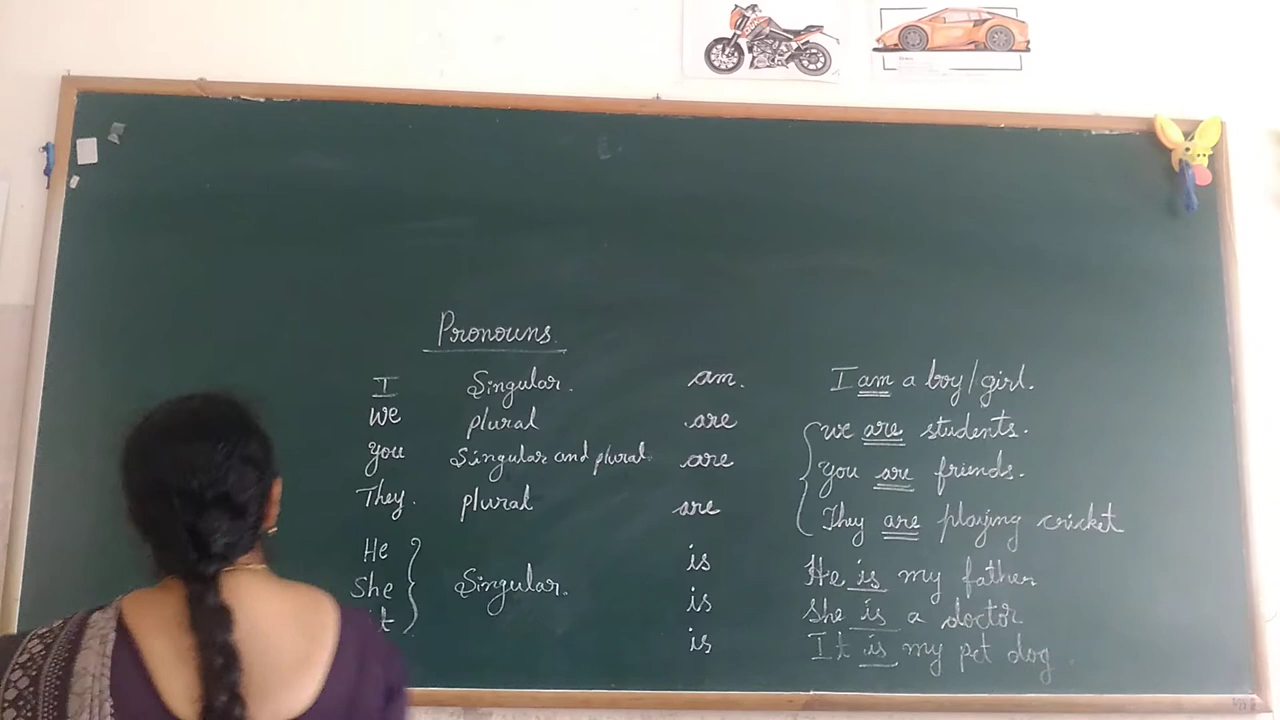 Pronouns.
I Singular. am. I am a boy/girl.
we plural are we are students.
you Singular and plural. are you are friends.
They. plural are They are playing cricket
He is He is my father
She Singular. is She is a doctor
it is It is my pet dog